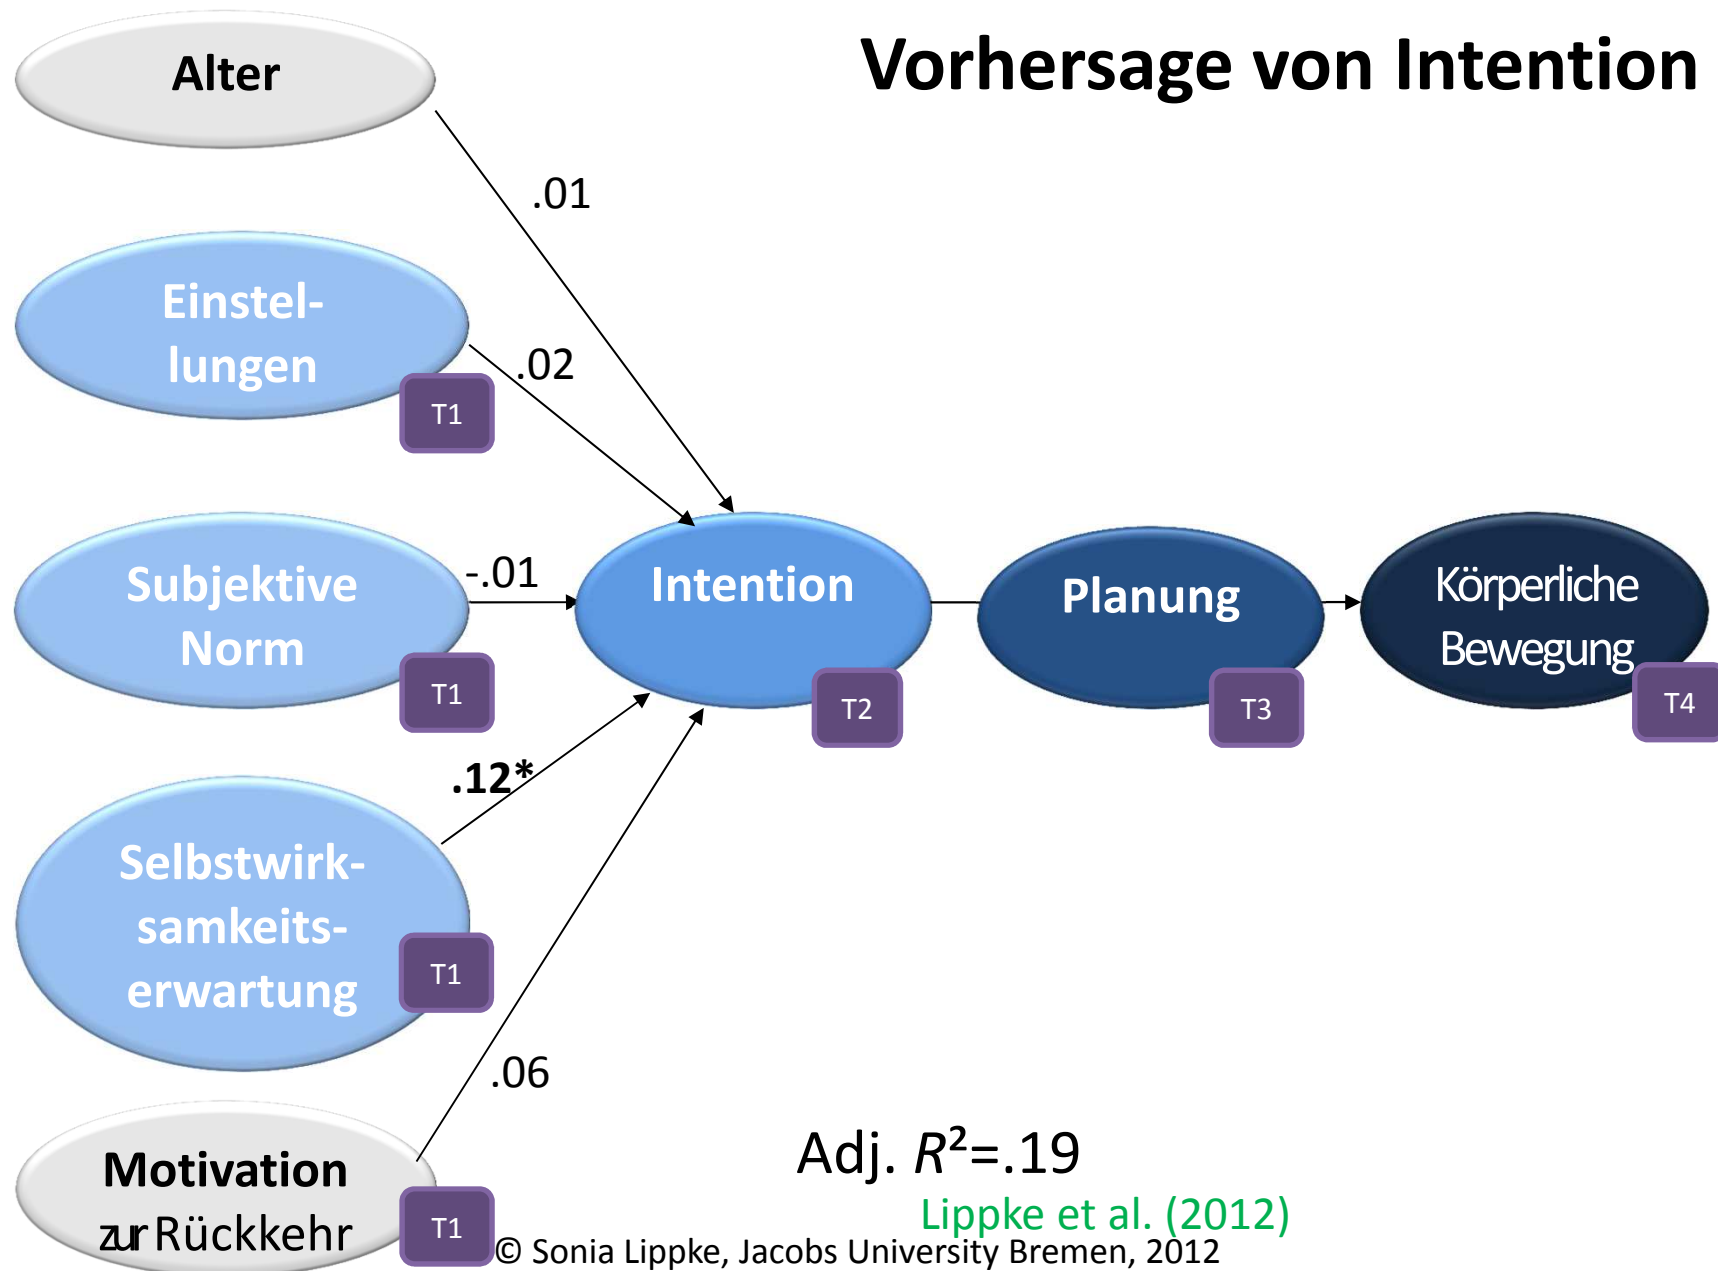 Vorhersage von Intention
Alter
.01
Einstel-
lungen
T1
.02
Subjektive
Norm
T1
-.01
Selbstwirk-
samkeits-
erwartung
T1
.12*
Motivation
zur Rückkehr
T1
.06
Intention
T2
Planung
T3
Körperliche
Bewegung
T4
Adj. R²=.19
Lippke et al. (2012)
© Sonia Lippke, Jacobs University Bremen, 2012